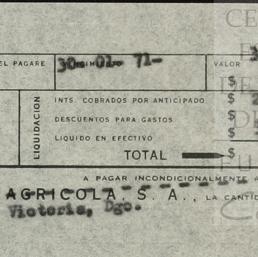 EL PAGARE 30 01 71- VALOR $
LIQUIDACION
INTS. COBRADOS POR ANTICIPADO $
DESCUENTOS PARA GASTOS $
LIQUIDO EN EFECTIVO $
TOTAL $
A PAGAR INCONDICIONALMENTE A
AGRICOLA, S. A., LA CANTID
Victoria, Dgo.